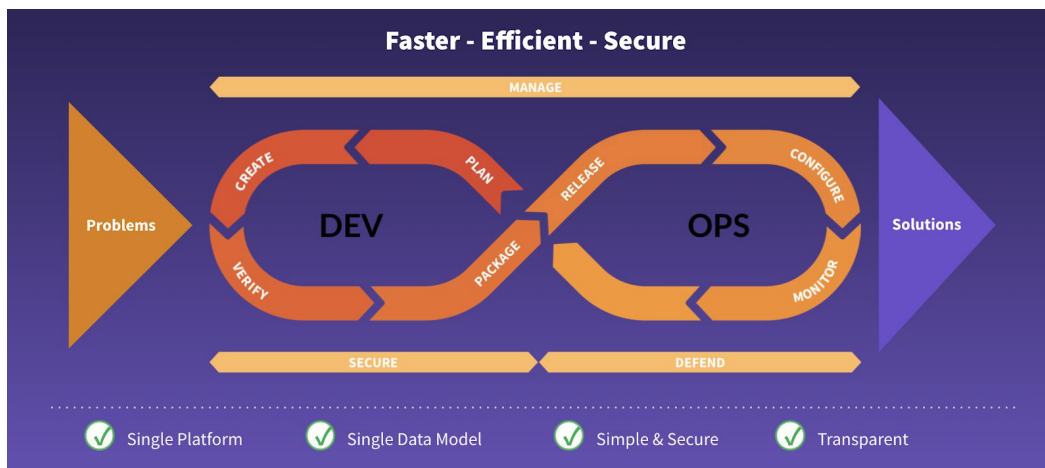 Faster - Efficient - Secure
MANAGE
Problems
CREATE
PLAN
RELEASE
CONFIGURE
DEV
OPS
Solutions
VERIFY
PACKAGE
MONITOR
SECURE
DEFEND
Single Platform
Single Data Model
Simple & Secure
Transparent